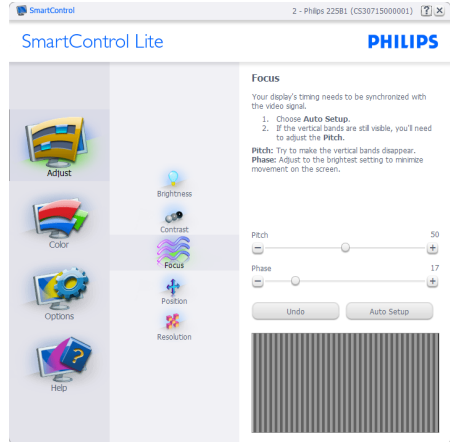 SmartControl
2 - Philips 225B1 (CS30715000001)
? X
SmartControl Lite
PHILIPS
Adjust
Color
Options
Help
Brightness
Contrast
Focus
Position
Resolution
Focus
Your display's timing needs to be synchronized with
the video signal.
1. Choose Auto Setup.
2. If the vertical bands are still visible, you'll need
to adjust the Pitch.
Pitch: Try to make the vertical bands disappear.
Phase: Adjust to the brightest setting to minimize
movement on the screen.
Pitch 50
Phase 17
Undo Auto Setup